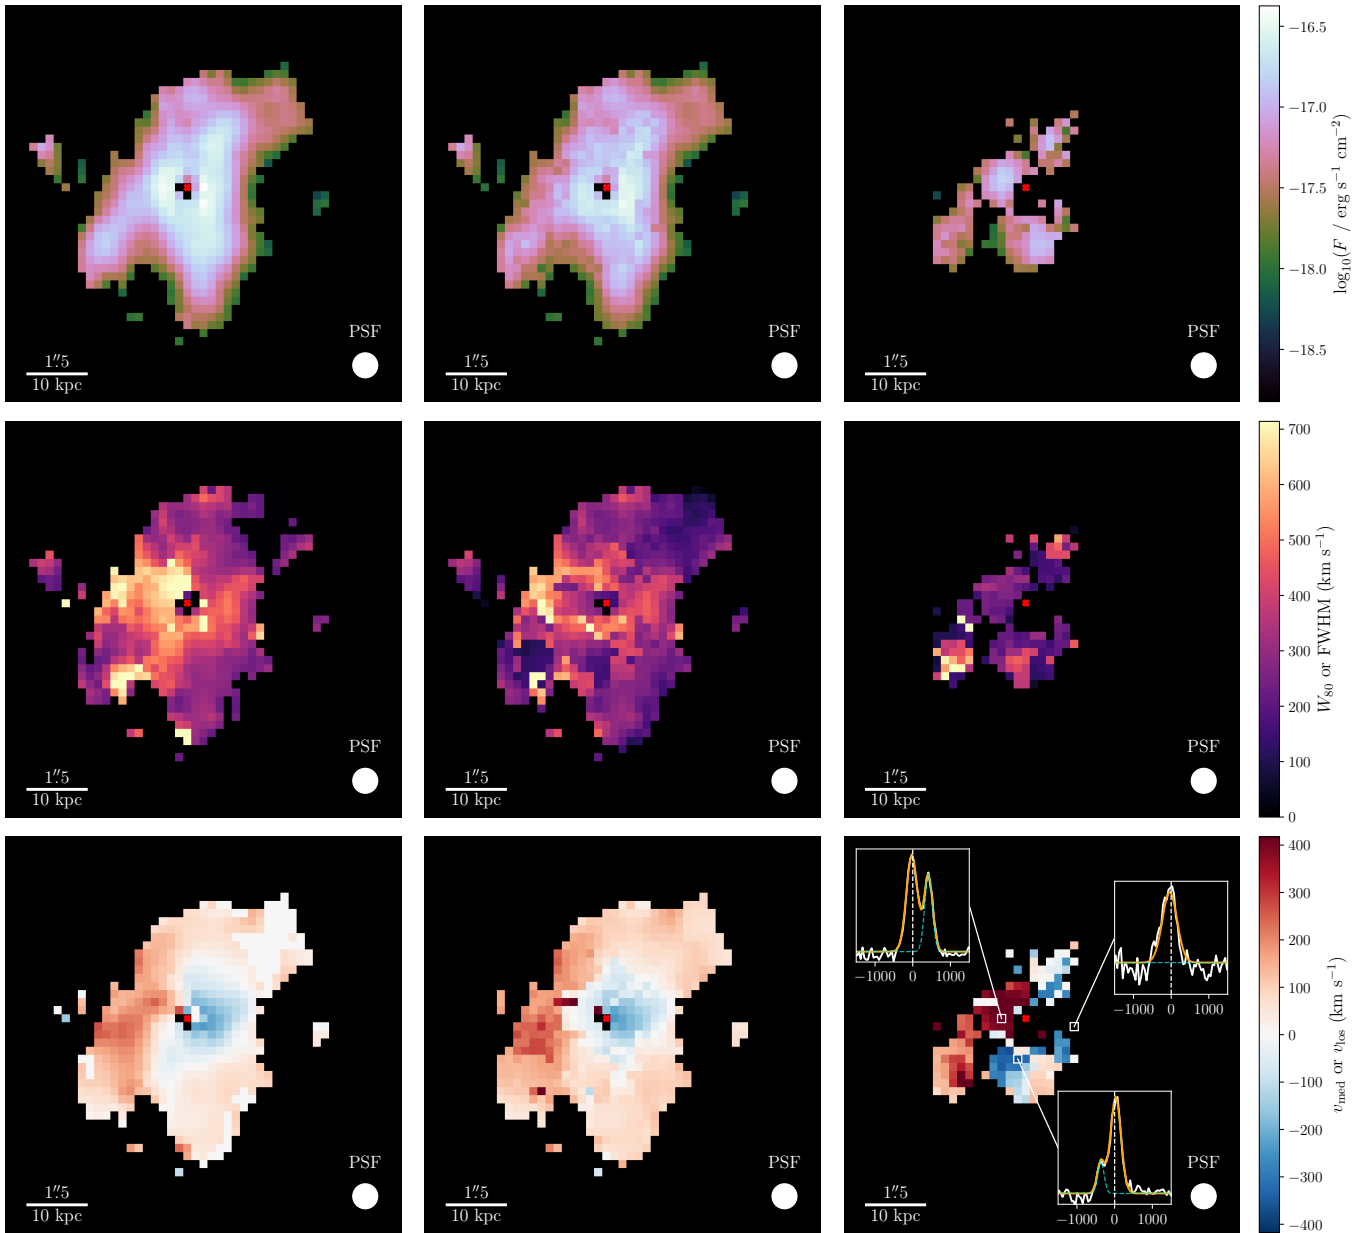 PSF
1″.5
10 kpc
PSF
1″.5
10 kpc
PSF
1″.5
10 kpc
−16.5
−17.0
−17.5
−18.0
−18.5
log₁₀(F / erg s⁻¹ cm⁻²)
PSF
1″.5
10 kpc
PSF
1″.5
10 kpc
PSF
1″.5
10 kpc
700
600
500
400
300
200
100
0
W₈₀ or FWHM (km s⁻¹)
PSF
1″.5
10 kpc
PSF
1″.5
10 kpc
−1000 0 1000
−1000 0 1000
−1000 0 1000
PSF
1″.5
10 kpc
400
300
200
100
0
−100
−200
−300
−400
v_med or v_los (km s⁻¹)